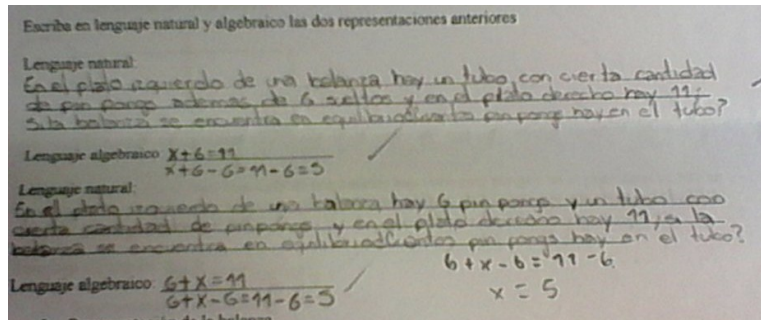 Escriba en lenguaje natural y algebraico las dos representaciones anteriores
Lenguaje natural:
En el plato izquierdo de una balanza hay un tubo, con cierta cantidad
de pin pongs ademas de 6 sueltos y en el plato derecho hay 11;
si la balanza se encuentra en equilibrio¿Cuantos pin pongs hay en el tubo?
Lenguaje algebraico: X+6=11
x+6-6=11-6=5
Lenguaje natural:
En el plato izquierdo de una balanza hay 6 pin pongs y un tubo con
cierta cantidad de pinpongs, y en el plato derecho hay 11, si la
balanza se encuentra en equilibrio¿Cuantos pin pongs hay en el tubo?
6+x-6=11-6
Lenguaje algebraico: 6+X=11
6+X-6=11-6=5
x=5